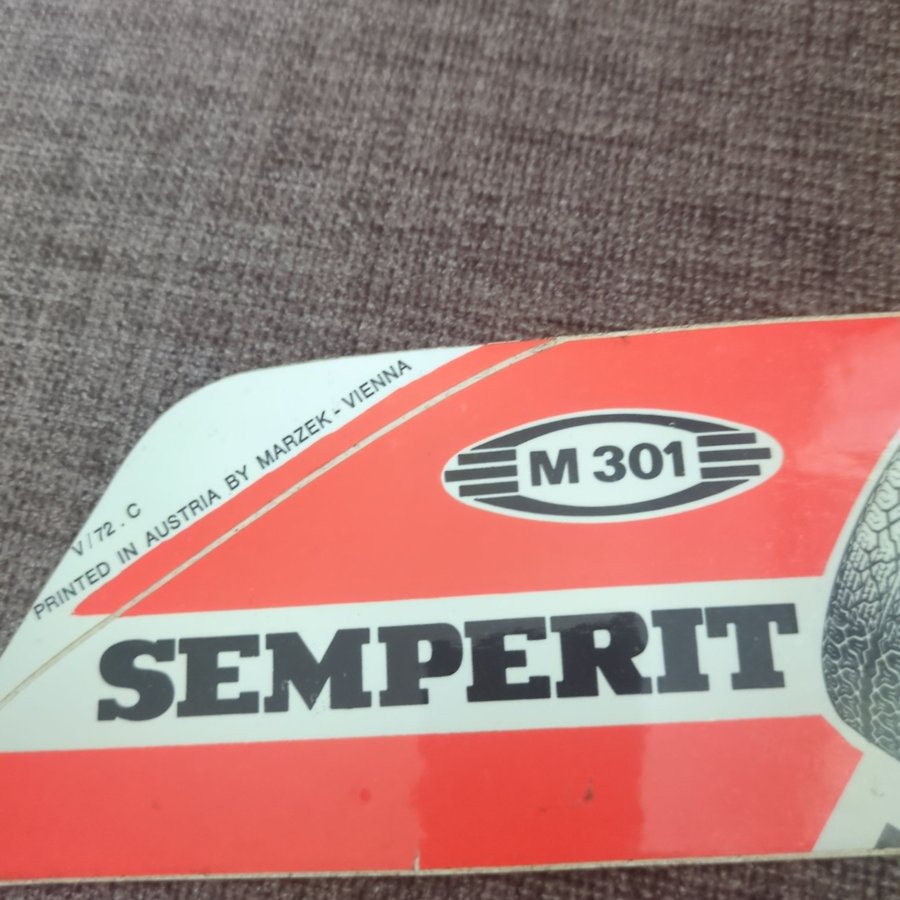 V/72 . C
PRINTED IN AUSTRIA BY MARZEK - VIENNA
M 301
SEMPERIT